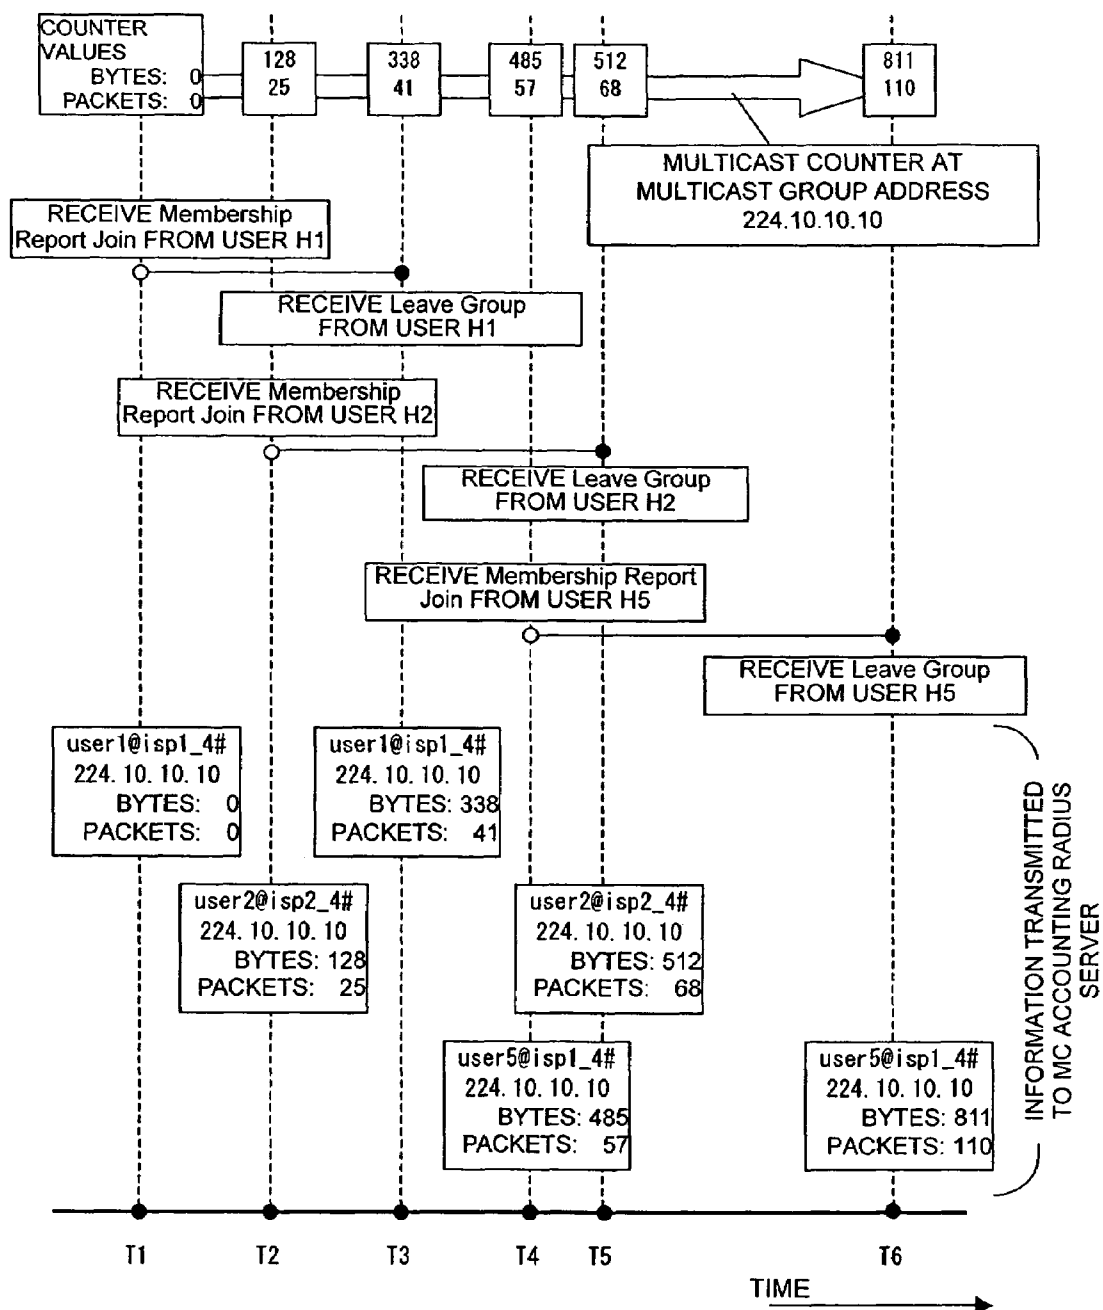 COUNTER
VALUES
BYTES: 0
PACKETS: 0
128
25
338
41
485
57
512
68
811
110
MULTICAST COUNTER AT
MULTICAST GROUP ADDRESS
224.10.10.10
RECEIVE Membership
Report Join FROM USER H1
RECEIVE Leave Group
FROM USER H1
RECEIVE Membership
Report Join FROM USER H2
RECEIVE Leave Group
FROM USER H2
RECEIVE Membership Report
Join FROM USER H5
RECEIVE Leave Group
FROM USER H5
user1@isp1_4#
224.10.10.10
BYTES: 0
PACKETS: 0
user1@isp1_4#
224.10.10.10
BYTES: 338
PACKETS: 41
user2@isp2_4#
224.10.10.10
BYTES: 128
PACKETS: 25
user2@isp2_4#
224.10.10.10
BYTES: 512
PACKETS: 68
user5@isp1_4#
224.10.10.10
BYTES: 485
PACKETS: 57
user5@isp1_4#
224.10.10.10
BYTES: 811
PACKETS: 110
INFORMATION TRANSMITTED
TO MC ACCOUNTING RADIUS
SERVER
T1
T2
T3
T4
T5
T6
TIME